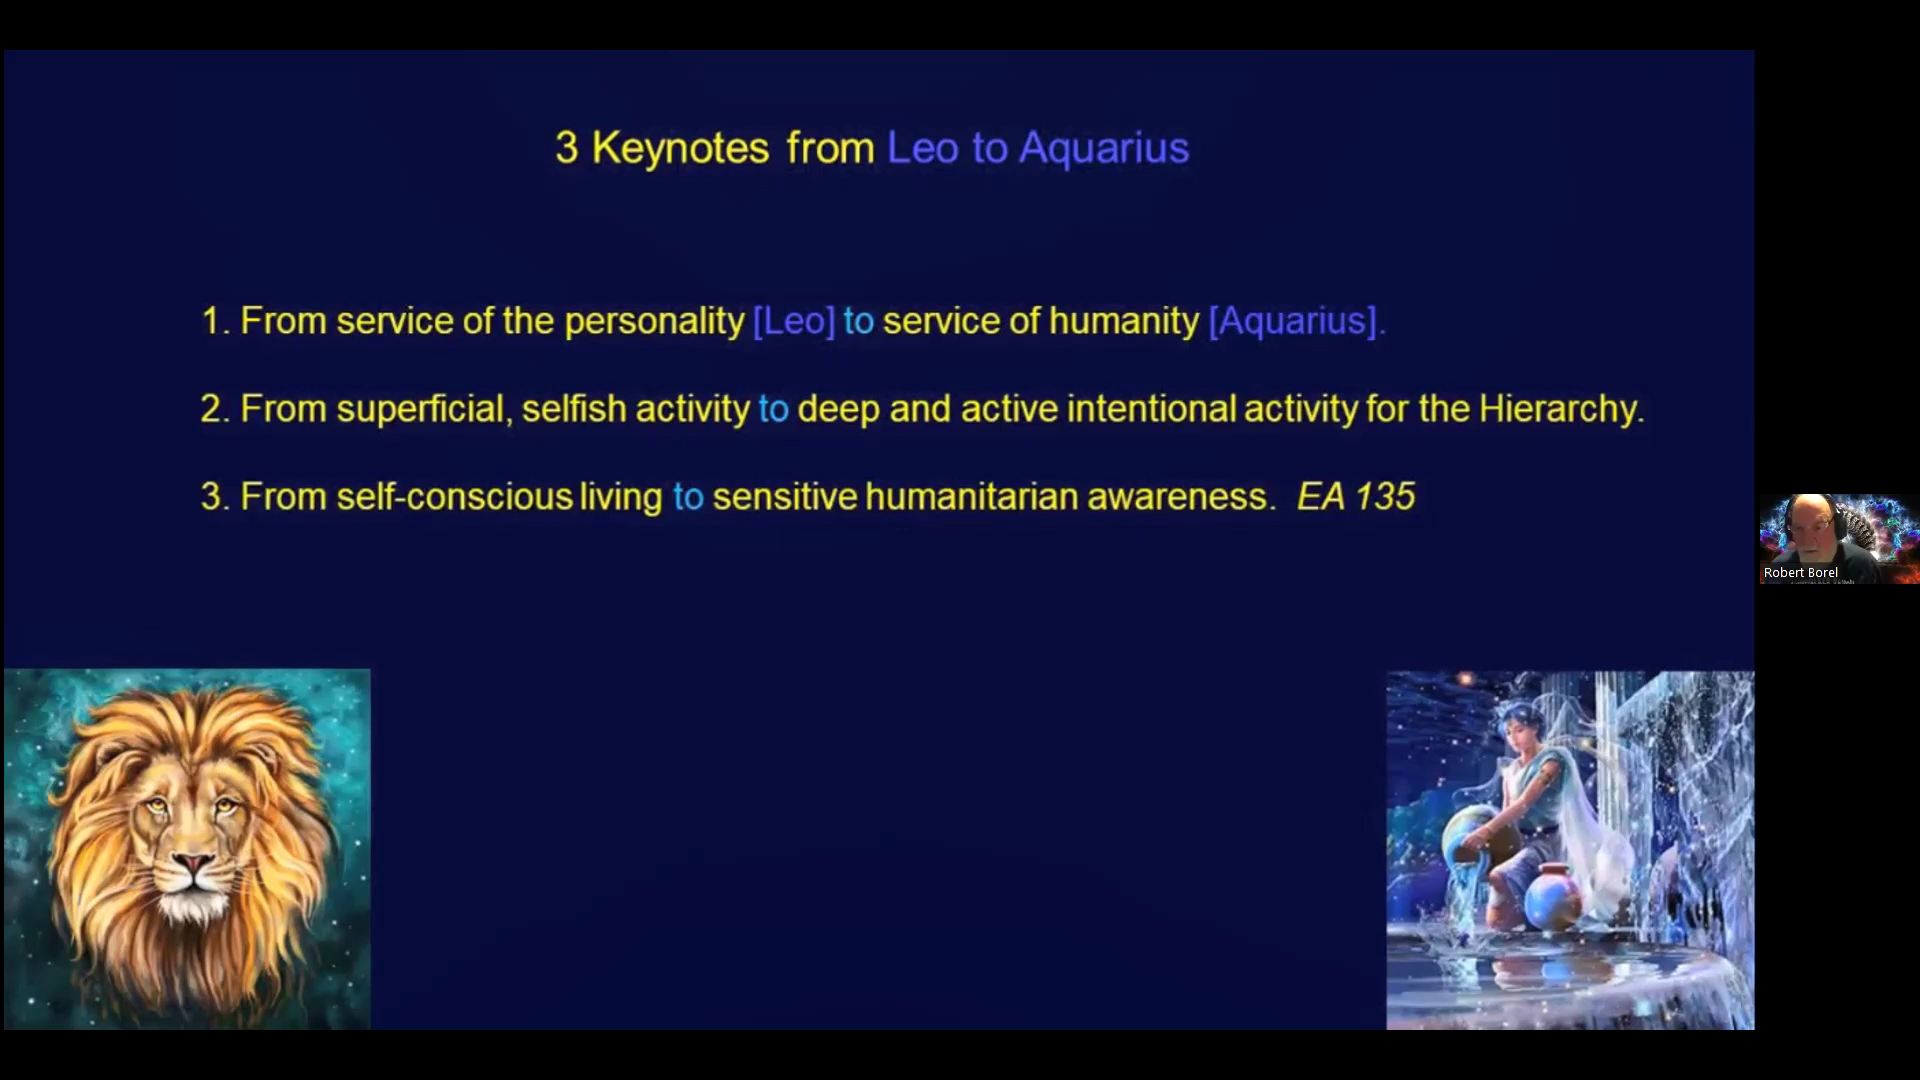 3 Keynotes from Leo to Aquarius
1. From service of the personality [Leo] to service of humanity [Aquarius].
2. From superficial, selfish activity to deep and active intentional activity for the Hierarchy.
3. From self-conscious living to sensitive humanitarian awareness. EA 135
Robert Borel